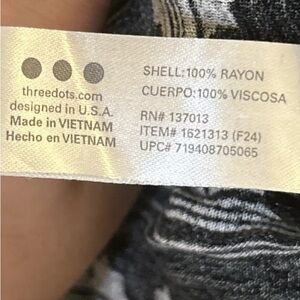 threedots.com
designed in U.S.A.
Made in VIETNAM
Hecho en VIETNAM
SHELL:100% RAYON
CUERPO:100% VISCOSA
RN# 137013
ITEM# 1621313 (F24)
UPC# 719408705065